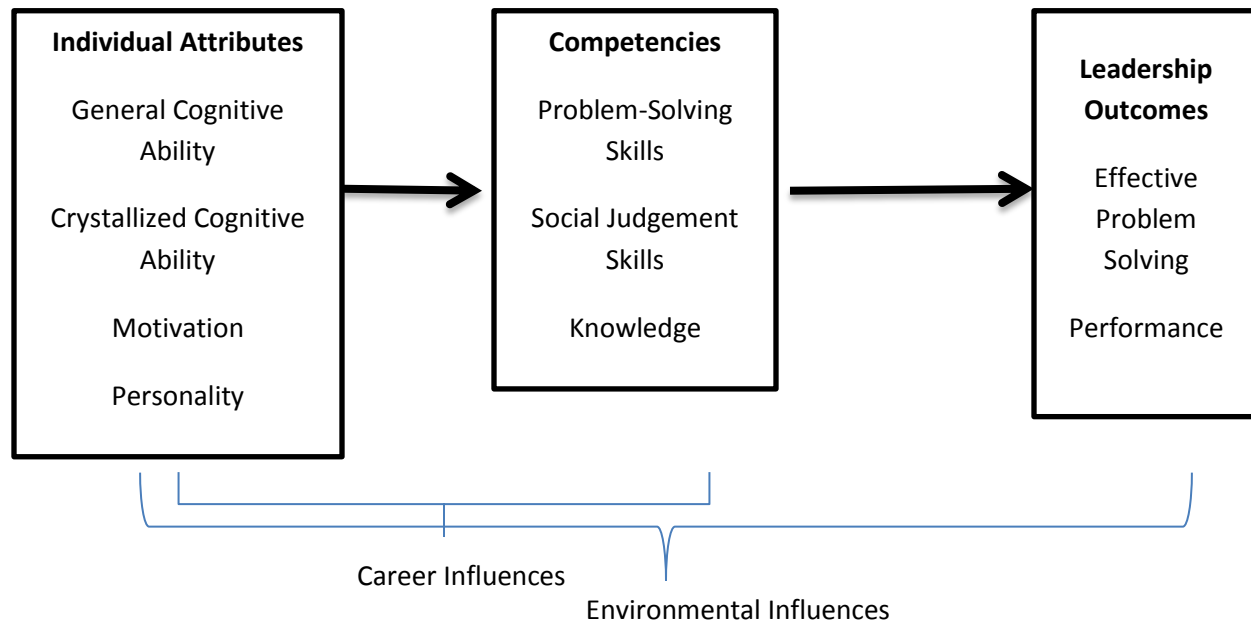 Individual Attributes
General Cognitive
Ability
Crystallized Cognitive
Ability
Motivation
Personality
Competencies
Problem-Solving
Skills
Social Judgement
Skills
Knowledge
Leadership
Outcomes
Effective
Problem
Solving
Performance
Career Influences
Environmental Influences